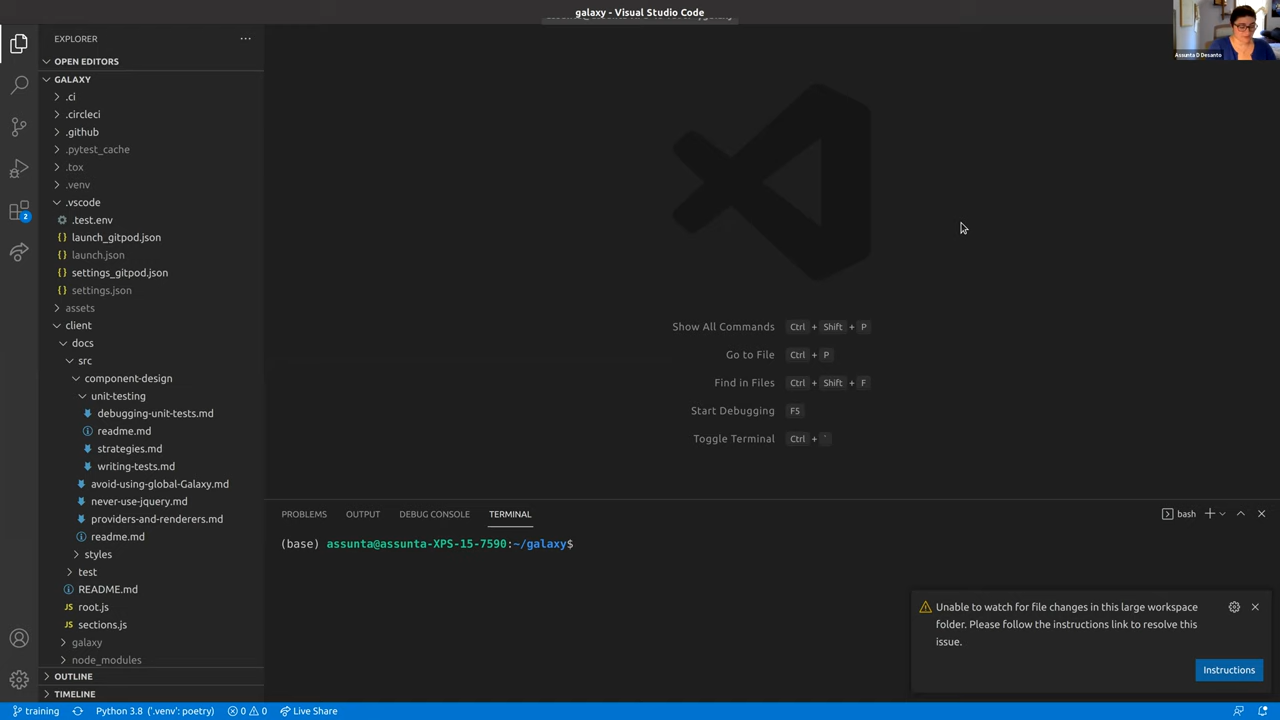 galaxy - Visual Studio Code
Assunta D Desanto
EXPLORER
OPEN EDITORS
GALAXY
.ci
.circleci
.github
.pytest_cache
.tox
.venv
.vscode
.test.env
launch_gitpod.json
launch.json
settings_gitpod.json
settings.json
assets
client
docs
src
component-design
unit-testing
debugging-unit-tests.md
readme.md
strategies.md
writing-tests.md
avoid-using-global-Galaxy.md
never-use-jquery.md
providers-and-renderers.md
readme.md
styles
test
README.md
root.js
sections.js
galaxy
node_modules
OUTLINE
TIMELINE
2
Show All Commands Ctrl + Shift + P
Go to File Ctrl + P
Find in Files Ctrl + Shift + F
Start Debugging F5
Toggle Terminal Ctrl + `
PROBLEMS OUTPUT DEBUG CONSOLE TERMINAL
bash
(base) assunta@assunta-XPS-15-7590:~/galaxy$
Unable to watch for file changes in this large workspace
folder. Please follow the instructions link to resolve this
issue.
Instructions
training Python 3.8 ('.venv': poetry) 0 0 Live Share